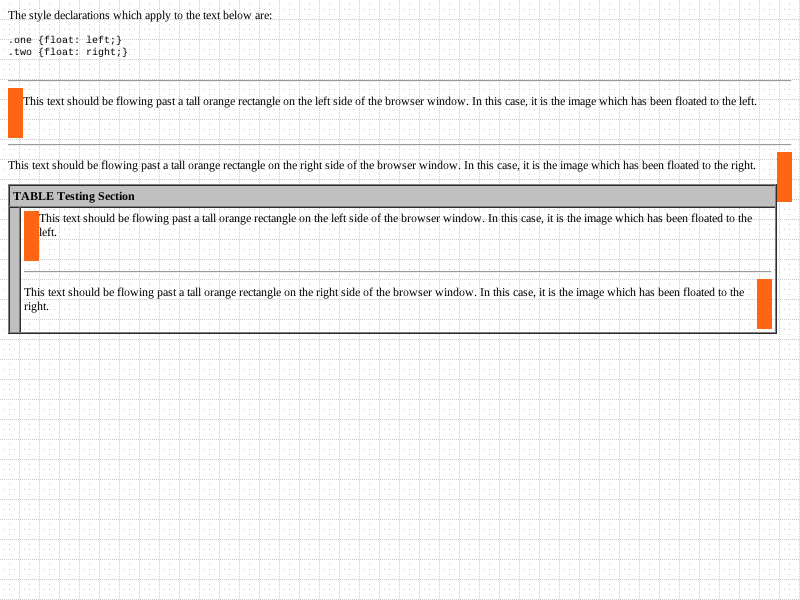 The style declarations which apply to the text below are:
.one {float: left;}
.two {float: right;}
This text should be flowing past a tall orange rectangle on the left side of the browser window. In this case, it is the image which has been floated to the left.
This text should be flowing past a tall orange rectangle on the right side of the browser window. In this case, it is the image which has been floated to the right.
TABLE Testing Section
This text should be flowing past a tall orange rectangle on the left side of the browser window. In this case, it is the image which has been floated to the
left.
This text should be flowing past a tall orange rectangle on the right side of the browser window. In this case, it is the image which has been floated to the
right.